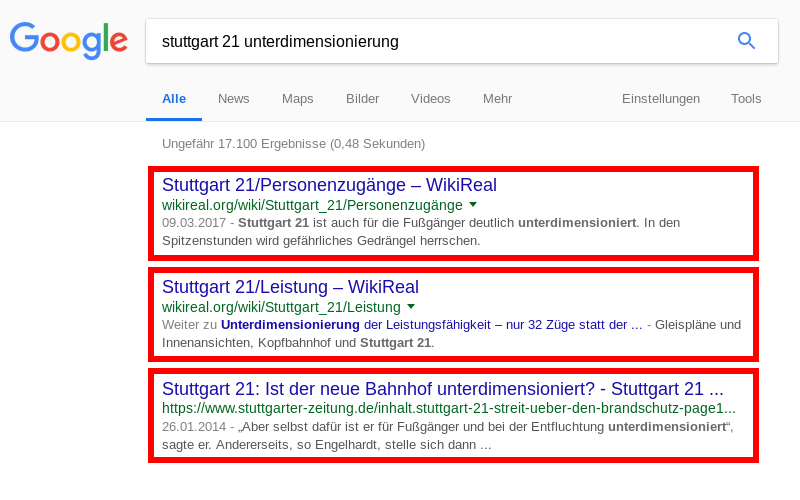 Google
stuttgart 21 unterdimensionierung
Alle News Maps Bilder Videos Mehr Einstellungen Tools
Ungefähr 17.100 Ergebnisse (0,48 Sekunden)
Stuttgart 21/Personenzugänge – WikiReal
wikireal.org/wiki/Stuttgart_21/Personenzugänge
09.03.2017 - Stuttgart 21 ist auch für die Fußgänger deutlich unterdimensioniert. In den
Spitzenstunden wird gefährliches Gedrängel herrschen.
Stuttgart 21/Leistung – WikiReal
wikireal.org/wiki/Stuttgart_21/Leistung
Weiter zu Unterdimensionierung der Leistungsfähigkeit – nur 32 Züge statt der ... - Gleispläne und
Innenansichten, Kopfbahnhof und Stuttgart 21.
Stuttgart 21: Ist der neue Bahnhof unterdimensioniert? - Stuttgart 21 ...
https://www.stuttgarter-zeitung.de/inhalt.stuttgart-21-streit-ueber-den-brandschutz-page1...
26.01.2014 - „Aber selbst dafür ist er für Fußgänger und bei der Entfluchtung unterdimensioniert“,
sagte er. Andererseits, so Engelhardt, stelle sich dann ...